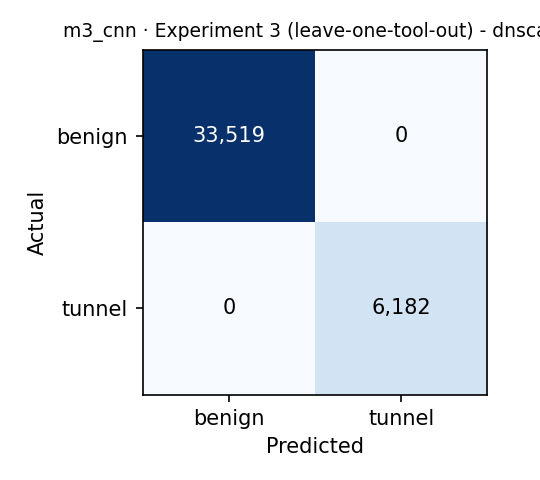 m3_cnn · Experiment 3 (leave-one-tool-out) - dnsca
benign
33,519
0
Actual
tunnel
0
6,182
benign
tunnel
Predicted